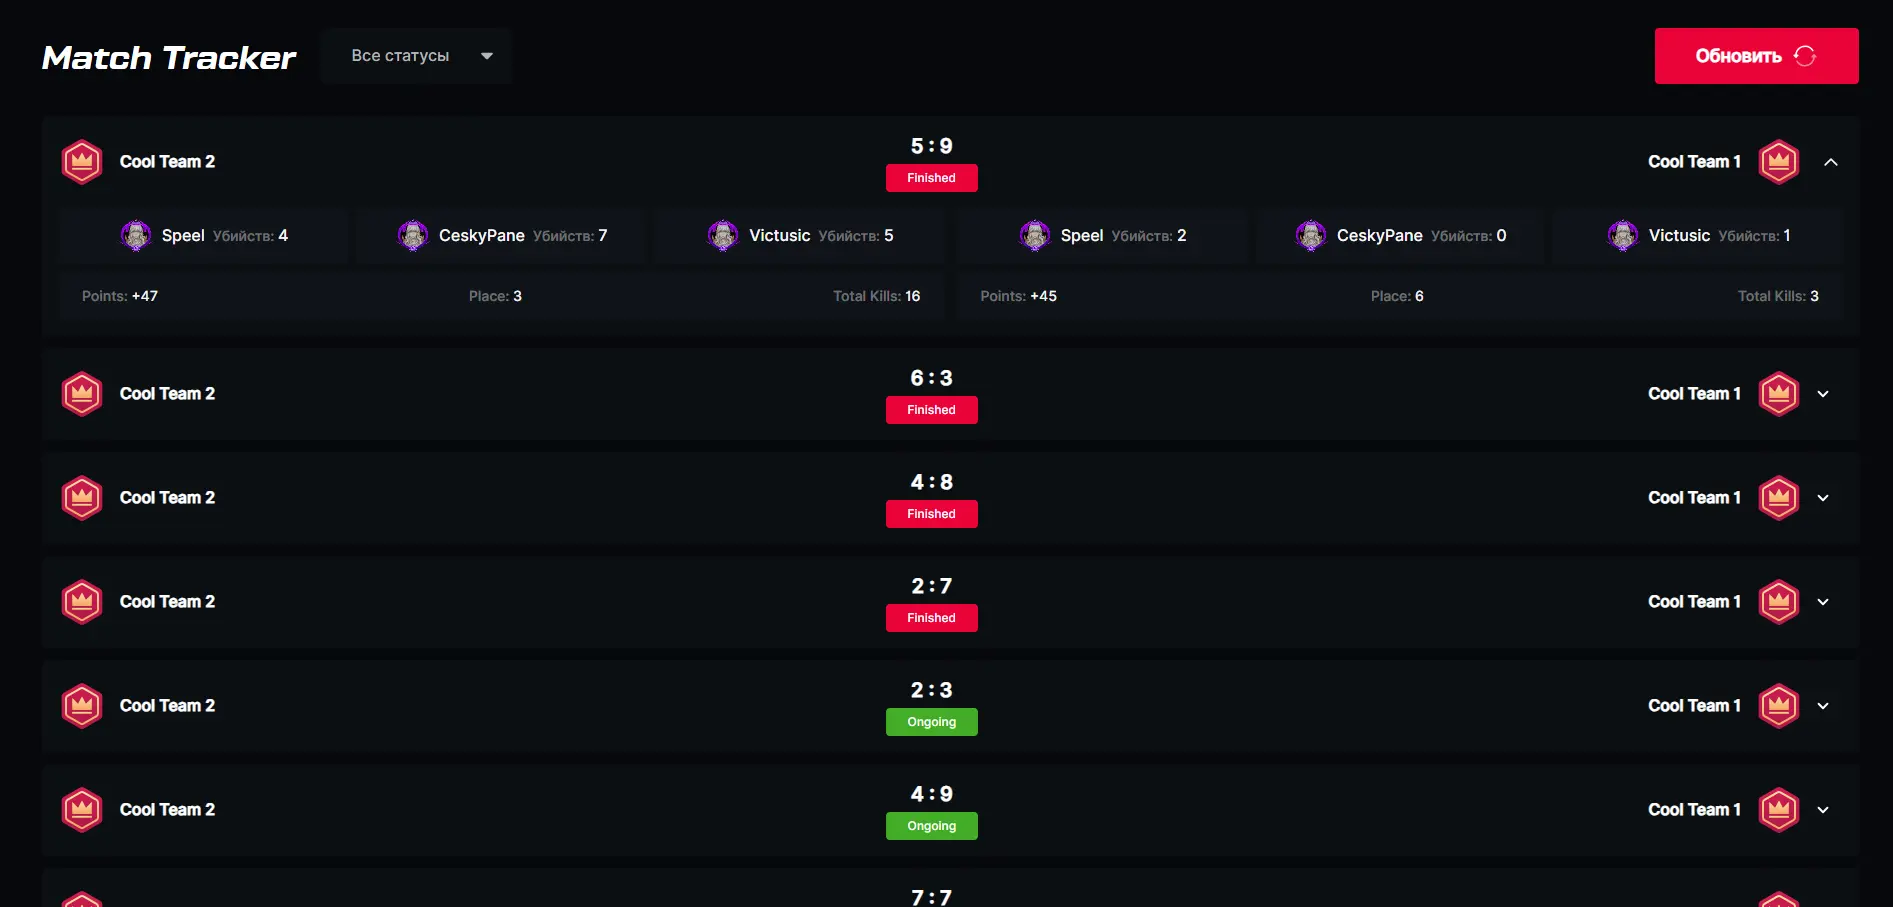 Match Tracker
Все статусы
Обновить
Cool Team 2
5 : 9
Finished
Cool Team 1
Speel Убийств: 4
CeskyPane Убийств: 7
Victusic Убийств: 5
Speel Убийств: 2
CeskyPane Убийств: 0
Victusic Убийств: 1
Points: +47
Place: 3
Total Kills: 16
Points: +45
Place: 6
Total Kills: 3
Cool Team 2
6 : 3
Finished
Cool Team 1
Cool Team 2
4 : 8
Finished
Cool Team 1
Cool Team 2
2 : 7
Finished
Cool Team 1
Cool Team 2
2 : 3
Ongoing
Cool Team 1
Cool Team 2
4 : 9
Ongoing
Cool Team 1
7 : 7